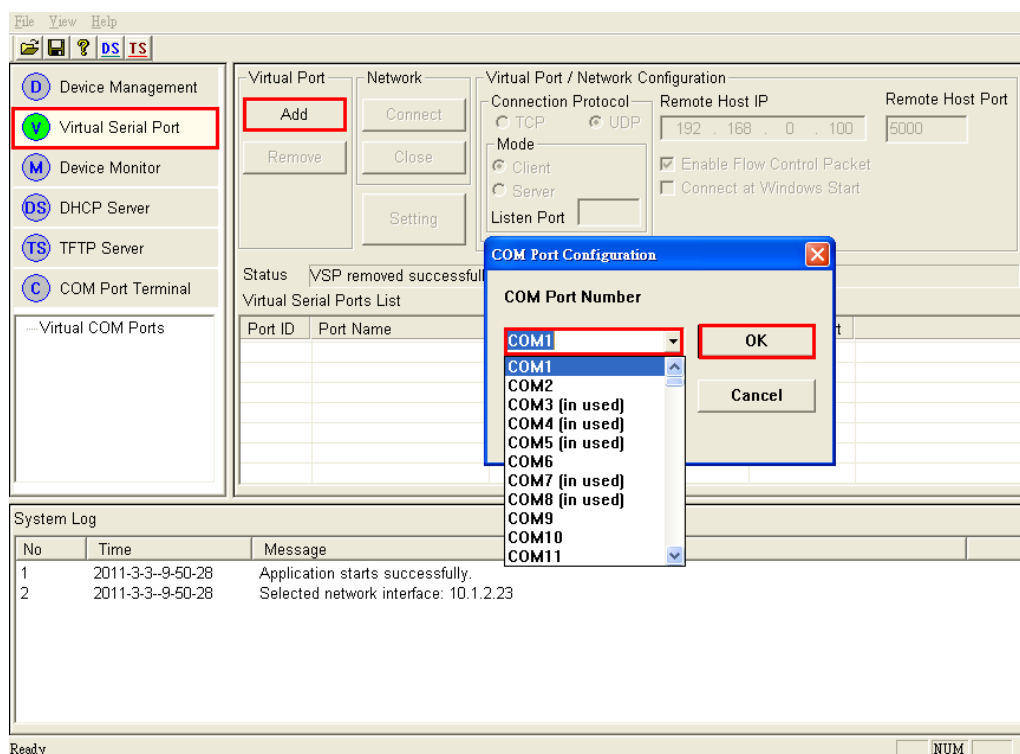 File View Help
DS TS
D Device Management
V Virtual Serial Port
M Device Monitor
DS DHCP Server
TS TFTP Server
C COM Port Terminal
Virtual COM Ports
Virtual Port
Add
Remove
Network
Connect
Close
Setting
Virtual Port / Network Configuration
Connection Protocol
TCP UDP
Mode
Client
Server
Listen Port
Remote Host IP
192 . 168 . 0 . 100
Remote Host Port
5000
Enable Flow Control Packet
Connect at Windows Start
Status VSP removed successfull
Virtual Serial Ports List
Port ID Port Name
COM Port Configuration
COM Port Number
COM1
OK
Cancel
COM1
COM2
COM3 (in used)
COM4 (in used)
COM5 (in used)
COM6
COM7 (in used)
COM8 (in used)
COM9
COM10
COM11
System Log
No Time Message
1 2011-3-3--9-50-28 Application starts successfully.
2 2011-3-3--9-50-28 Selected network interface: 10.1.2.23
Ready NUM